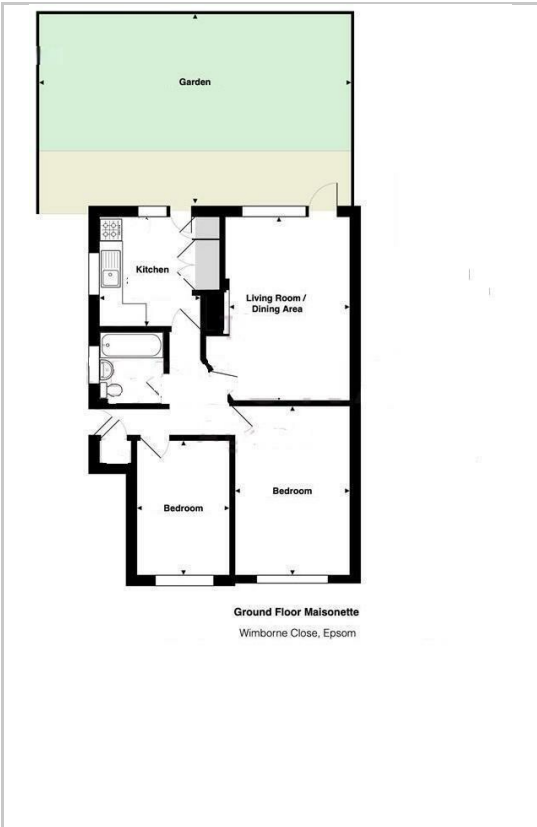 Garden
Kitchen
Living Room /
Dining Area
Bedroom
Bedroom
Ground Floor Maisonette
Wimborne Close, Epsom